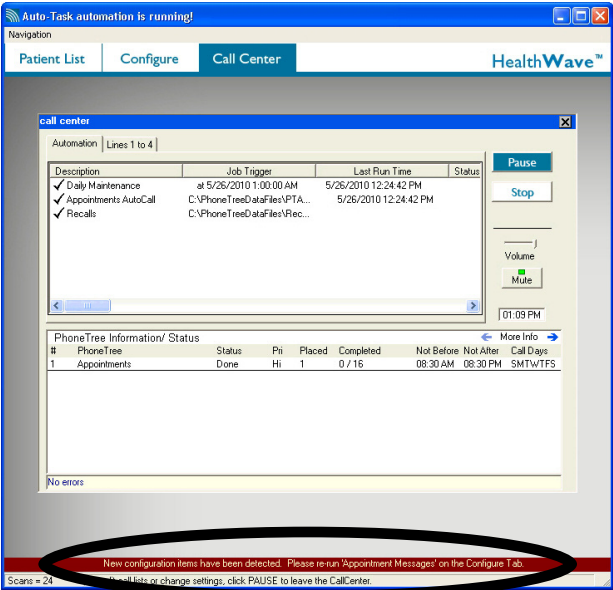 Auto-Task automation is running!
Navigation
Patient List Configure Call Center HealthWave™
call center
Automation Lines 1 to 4
Description Job Trigger Last Run Time Status
Daily Maintenance at 5/26/2010 1:00:00 AM 5/26/2010 12:24:42 PM
Appointments AutoCall C:\PhoneTreeDataFiles\PTA... 5/26/2010 12:24:42 PM
Recalls C:\PhoneTreeDataFiles\Rec...
Pause
Stop
Volume
Mute
01:09 PM
PhoneTree Information/ Status More Info
# PhoneTree Status Pri Placed Completed Not Before Not After Call Days
1 Appointments Done Hi 1 0 / 16 08:30 AM 08:30 PM SMTWTFS
No errors
New configuration items have been detected. Please re-run 'Appointment Messages' on the Configure Tab.
Scans = 24 call lists or change settings, click PAUSE to leave the CallCenter.